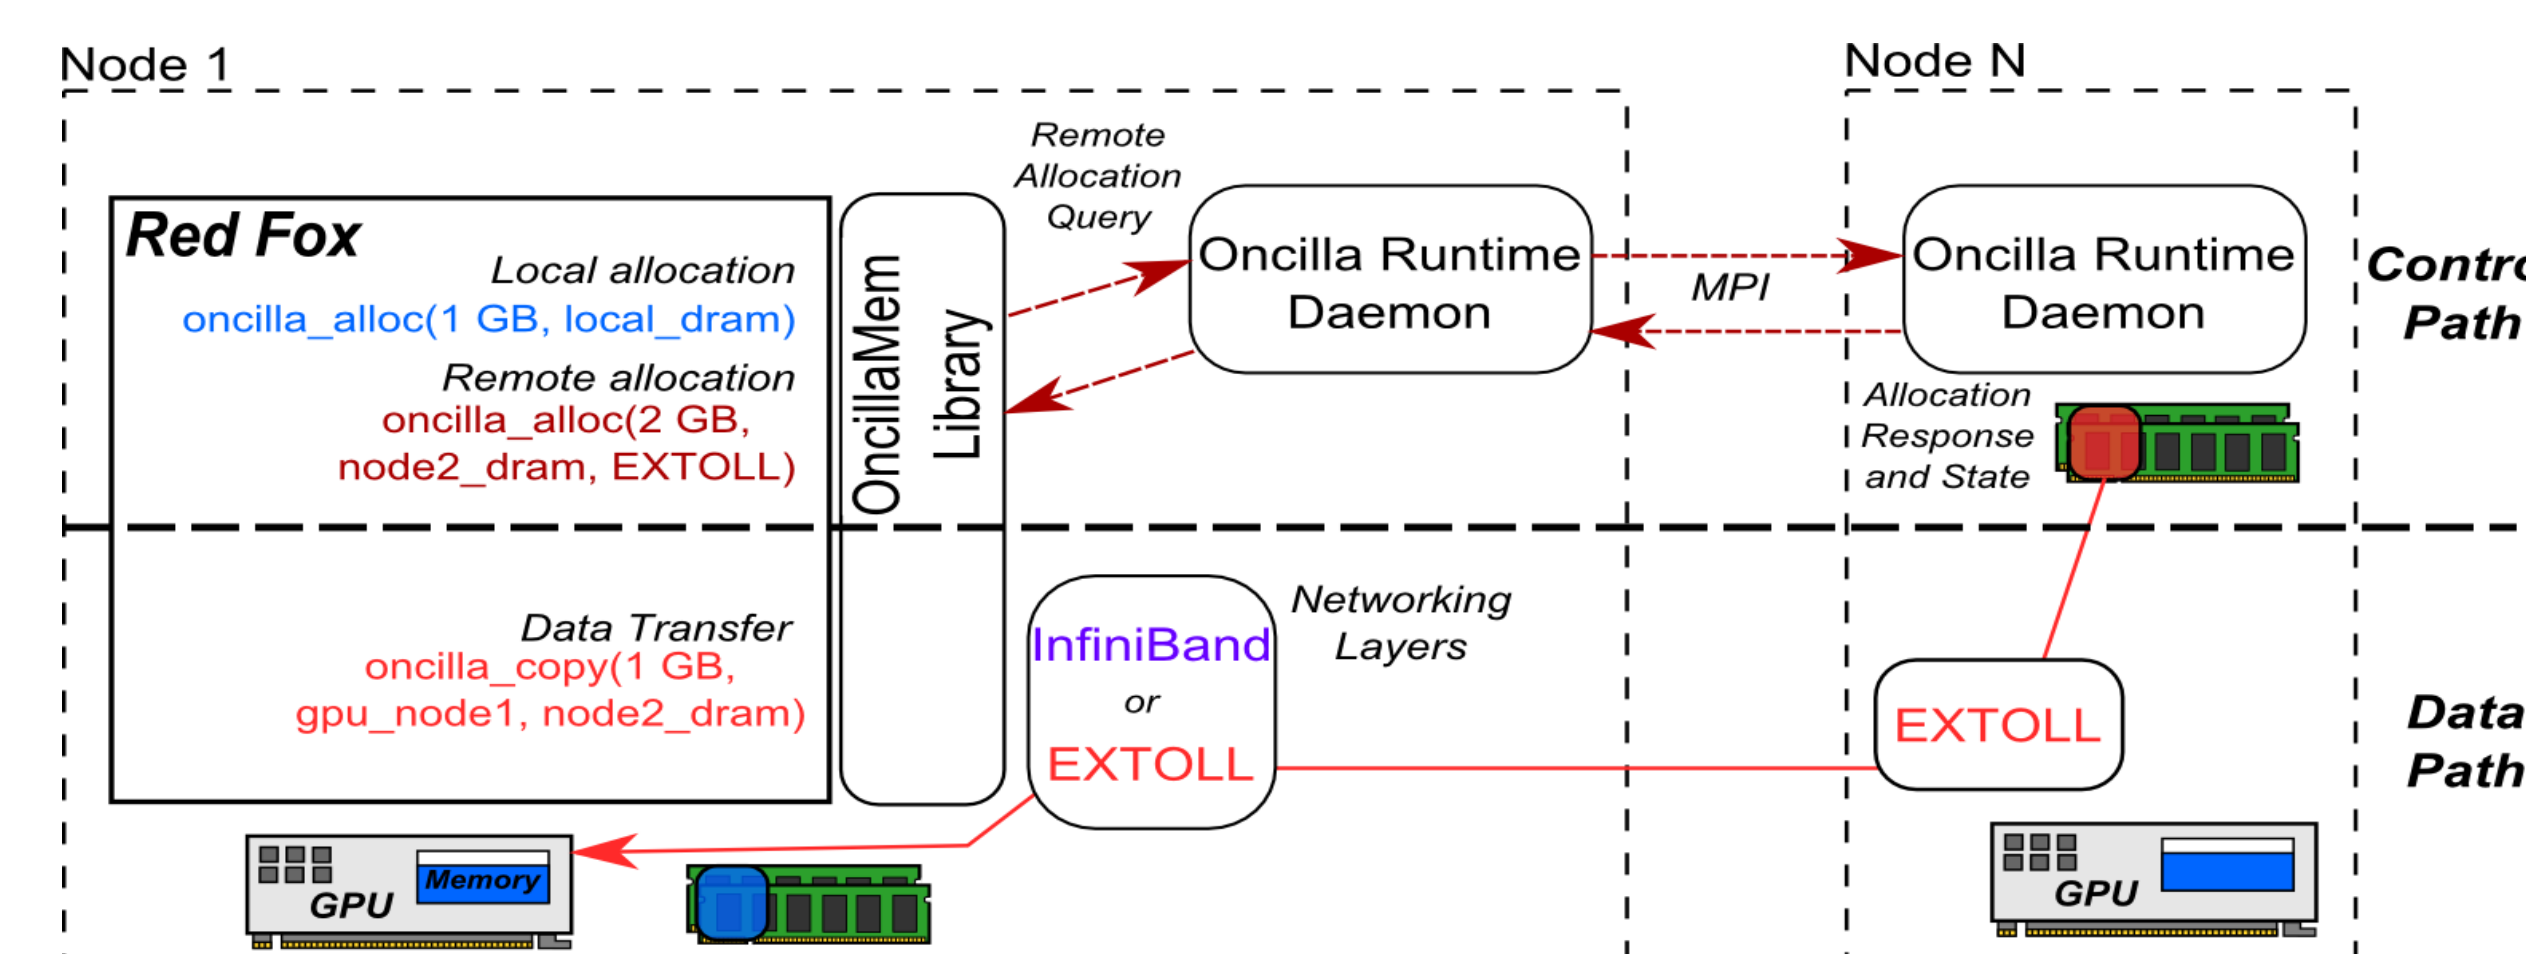 Node 1
Node N
Remote
Allocation
Query
Red Fox
Local allocation
oncilla_alloc(1 GB, local_dram)
Remote allocation
oncilla_alloc(2 GB,
node2_dram, EXTOLL)
OncillaMem
Library
Oncilla Runtime
Daemon
MPI
Oncilla Runtime
Daemon
Contro
Path
Allocation
Response
and State
Data Transfer
oncilla_copy(1 GB,
gpu_node1, node2_dram)
InfiniBand
or
EXTOLL
Networking
Layers
EXTOLL
Data
Path
Memory
GPU
GPU